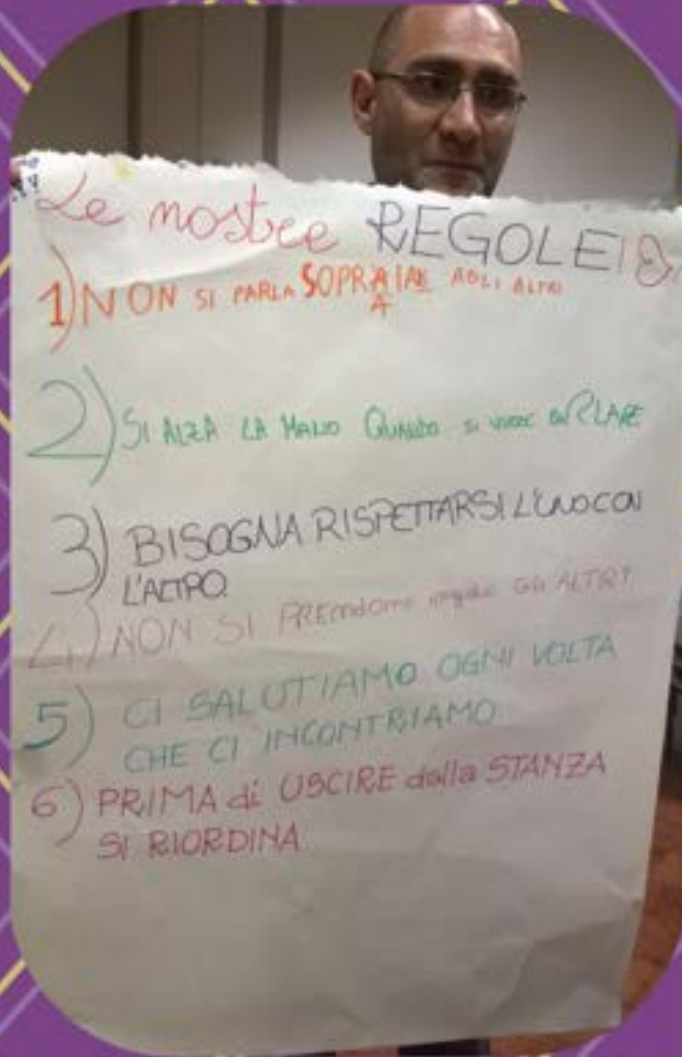 Le nostre REGOLE!
1) NON SI PARLA SOPRA AGLI ALTRI
A
2) SI ALZA LA MANO QUANDO SI VUOLE PARLARE
3) BISOGNA RISPETTARSI L'UNO CON
L'ALTRO.
4) NON SI PRENDONO GLI ALTRI
5) CI SALUTIAMO OGNI VOLTA
CHE CI INCONTRIAMO
6) PRIMA di USCIRE dalla STANZA
SI RIORDINA